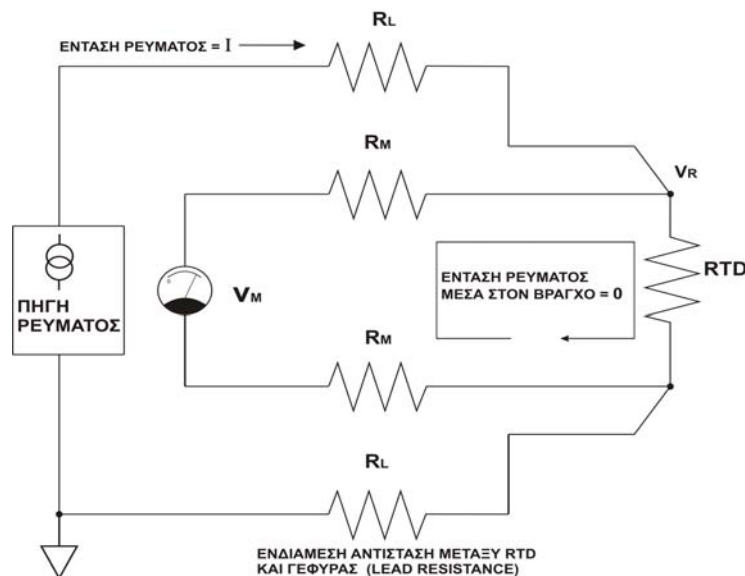 RL
ΕΝΤΑΣΗ ΡΕΥΜΑΤΟΣ = I
RM
VR
ΠΗΓΗ
ΡΕΥΜΑΤΟΣ
VM
ΕΝΤΑΣΗ ΡΕΥΜΑΤΟΣ
ΜΕΣΑ ΣΤΟΝ ΒΡΑΓΧΟ = 0
RTD
RM
RL
ΕΝΔΙΑΜΕΣΗ ΑΝΤΙΣΤΑΣΗ ΜΕΤΑΞΥ RTD
ΚΑΙ ΓΕΦΥΡΑΣ (LEAD RESISTANCE)